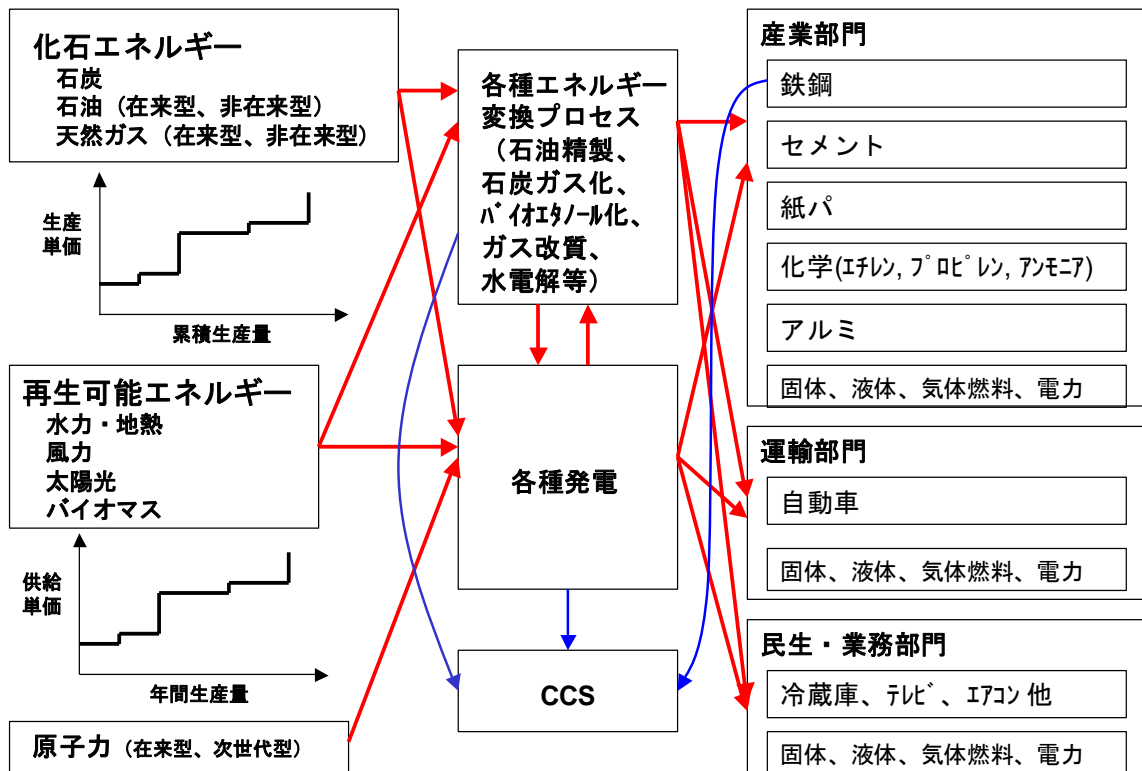 化石エネルギー
石炭
石油（在来型、非在来型）
天然ガス（在来型、非在来型）
生産
単価
累積生産量
再生可能エネルギー
水力・地熱
風力
太陽光
バイオマス
供給
単価
年間生産量
原子力（在来型、次世代型）
各種エネルギー
変換プロセス
（石油精製、
石炭ガス化、
ﾊﾞｲｵｴﾀﾉｰﾙ化、
ガス改質、
水電解等）
各種発電
CCS
産業部門
鉄鋼
セメント
紙パ
化学(ｴﾁﾚﾝ, ﾌﾟﾛﾋﾟﾚﾝ, ｱﾝﾓﾆｱ)
アルミ
固体、液体、気体燃料、電力
運輸部門
自動車
固体、液体、気体燃料、電力
民生・業務部門
冷蔵庫、ﾃﾚﾋﾞ、ｴｱｺﾝ 他
固体、液体、気体燃料、電力